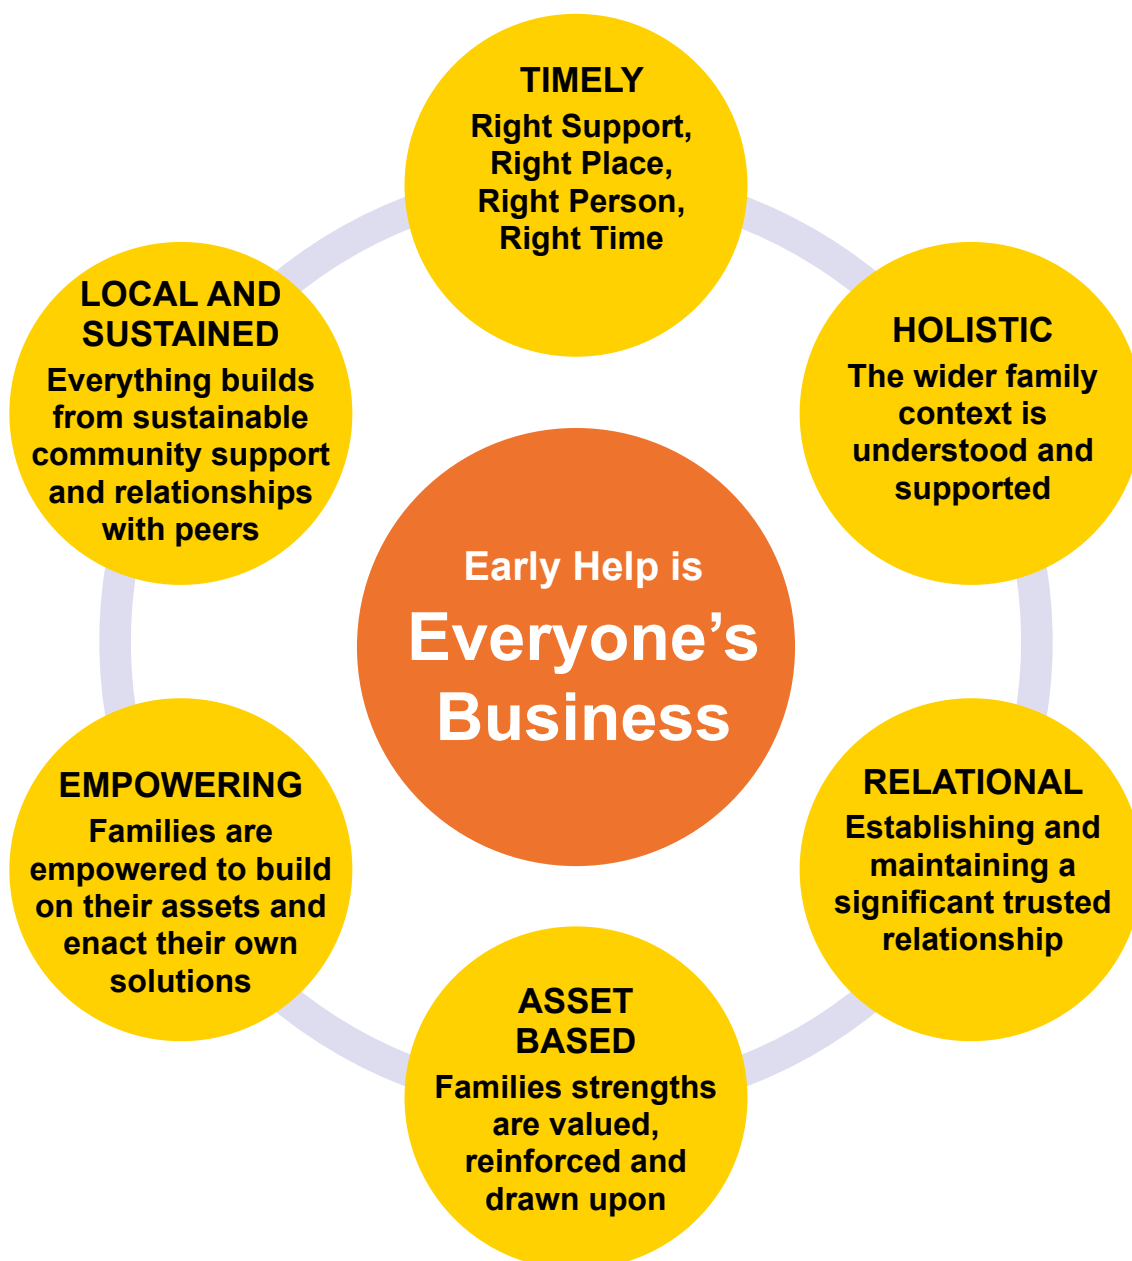 TIMELY
Right Support,
Right Place,
Right Person,
Right Time
HOLISTIC
The wider family
context is
understood and
supported
RELATIONAL
Establishing and
maintaining a
significant trusted
relationship
ASSET
BASED
Families strengths
are valued,
reinforced and
drawn upon
EMPOWERING
Families are
empowered to build
on their assets and
enact their own
solutions
LOCAL AND
SUSTAINED
Everything builds
from sustainable
community support
and relationships
with peers
Early Help is
Everyone’s
Business